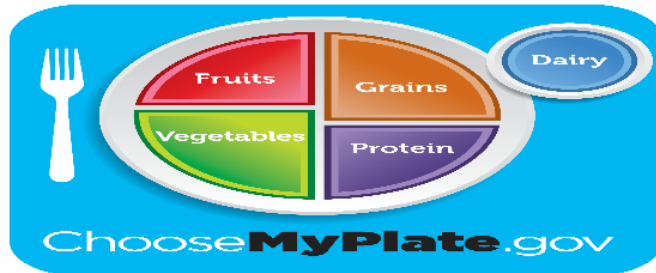 Dairy
Fruits
Grains
Vegetables
Protein
ChooseMyPlate.gov